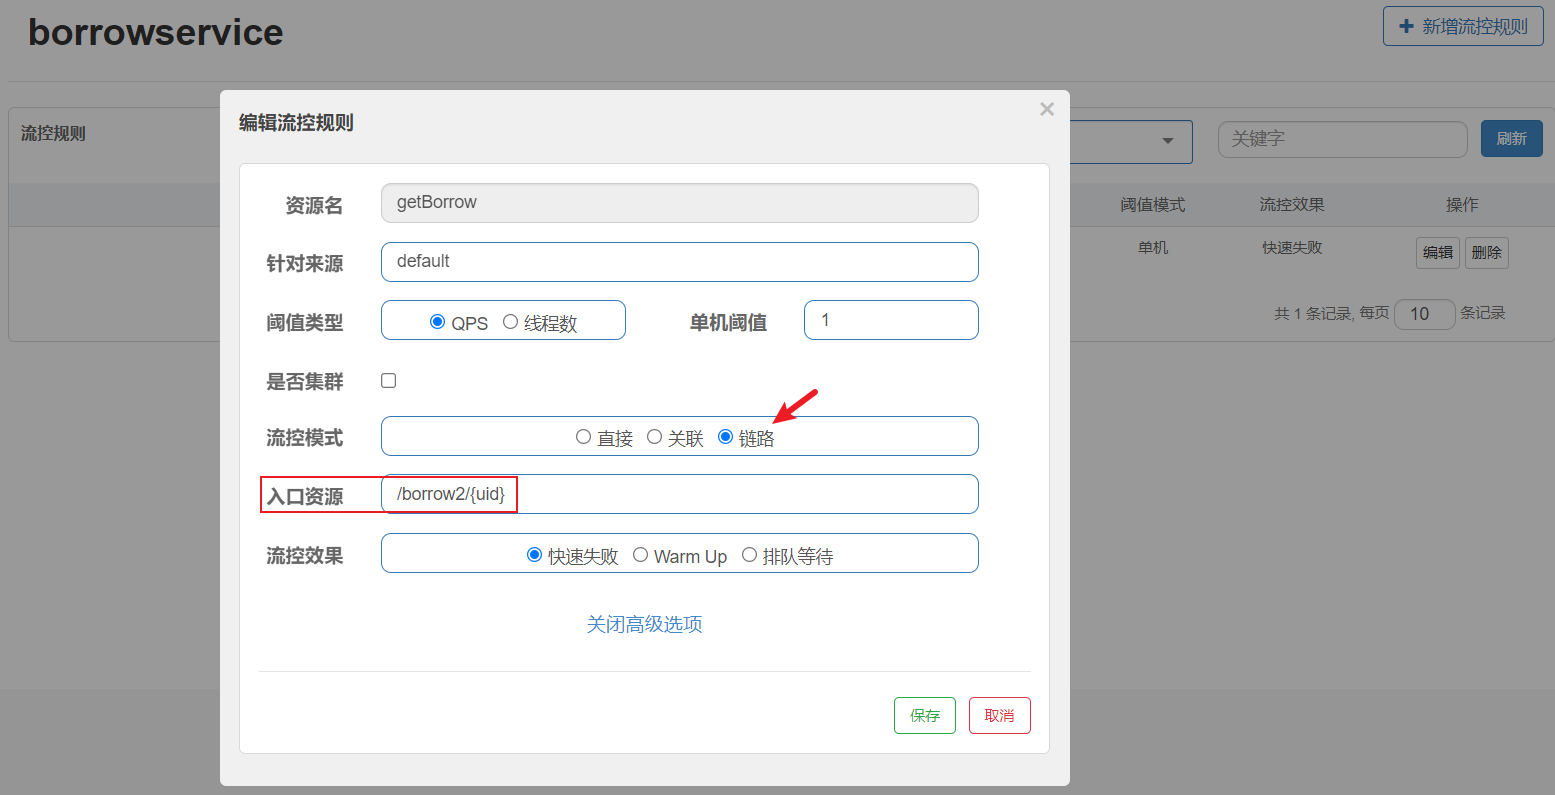 borrowservice
新增流控规则
流控规则
关键字
刷新
阈值模式 流控效果 操作
单机 快速失败 编辑 删除
共 1 条记录, 每页 10 条记录
编辑流控规则 ×
资源名 getBorrow
针对来源 default
阈值类型 QPS 线程数 单机阈值 1
是否集群
流控模式 直接 关联 链路
入口资源 /borrow2/{uid}
流控效果 快速失败 Warm Up 排队等待
关闭高级选项
保存 取消